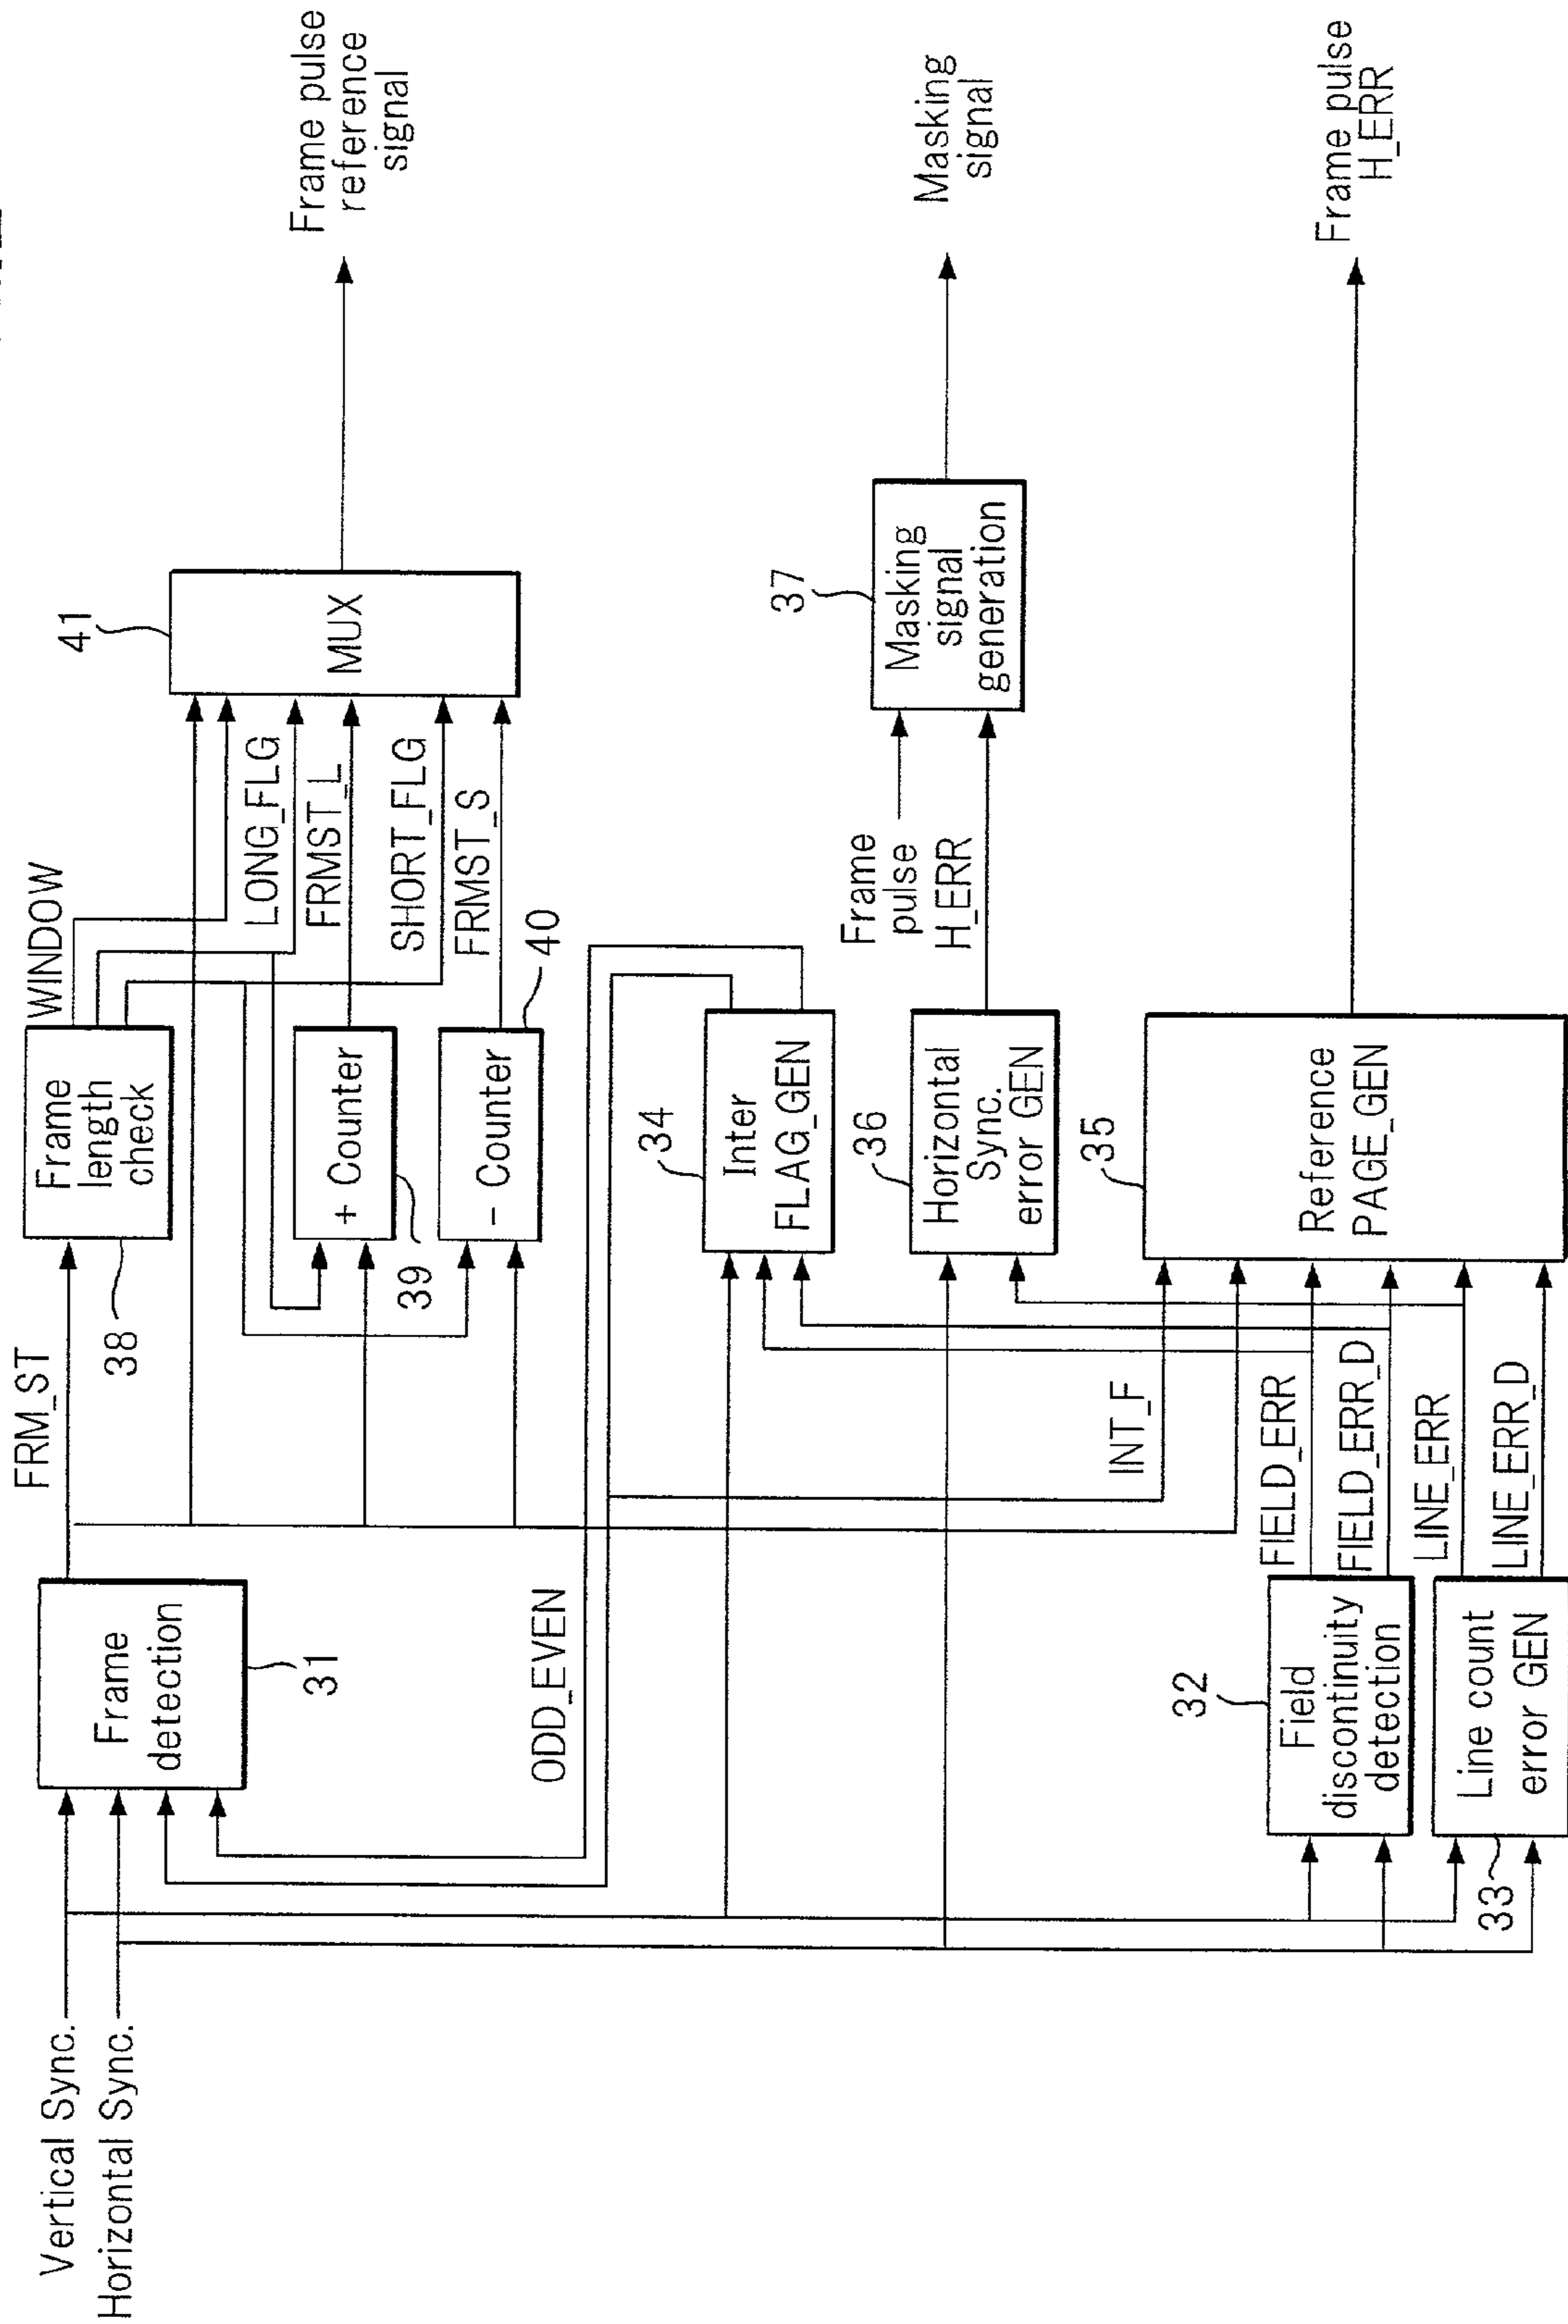 Vertical Sync.
Horizontal Sync.
Frame
detection
31
FRM_ST
Frame
length
check
38
WINDOW
LONG_FLG
FRMST_L
SHORT_FLG
FRMST_S
+ Counter
39
− Counter
40
MUX
41
Frame pulse
reference
signal
ODD_EVEN
Inter
FLAG_GEN
34
Horizontal
Sync.
error GEN
36
Frame
pulse
H_ERR
Masking
signal
generation
37
Masking
signal
INT_F
Field
discontinuity
detection
32
FIELD_ERR
FIELD_ERR_D
Line count
error GEN
33
LINE_ERR
LINE_ERR_D
Reference
PAGE_GEN
35
Frame pulse
H_ERR